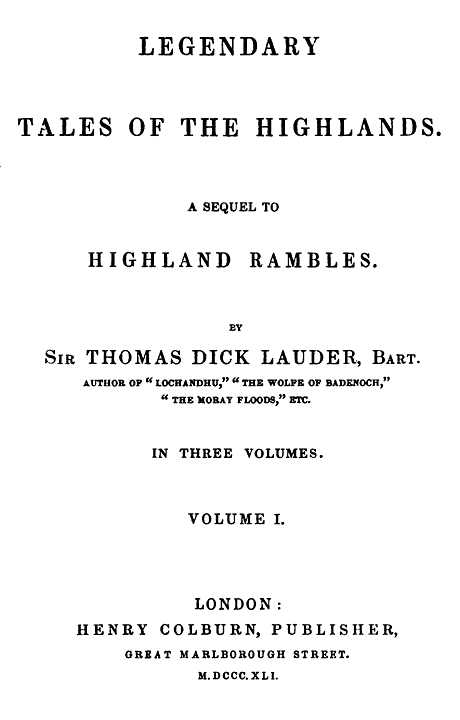 LEGENDARY
TALES OF THE HIGHLANDS.
A SEQUEL TO
HIGHLAND RAMBLES.
BY
SIR THOMAS DICK LAUDER, BART.
AUTHOR OF “LOCHANDHU,” “THE WOLFE OF BADENOCH,”
“THE MORAY FLOODS,” ETC.
IN THREE VOLUMES.
VOLUME I.
LONDON:
HENRY COLBURN, PUBLISHER,
GREAT MARLBOROUGH STREET.
M.DCCC.XLI.